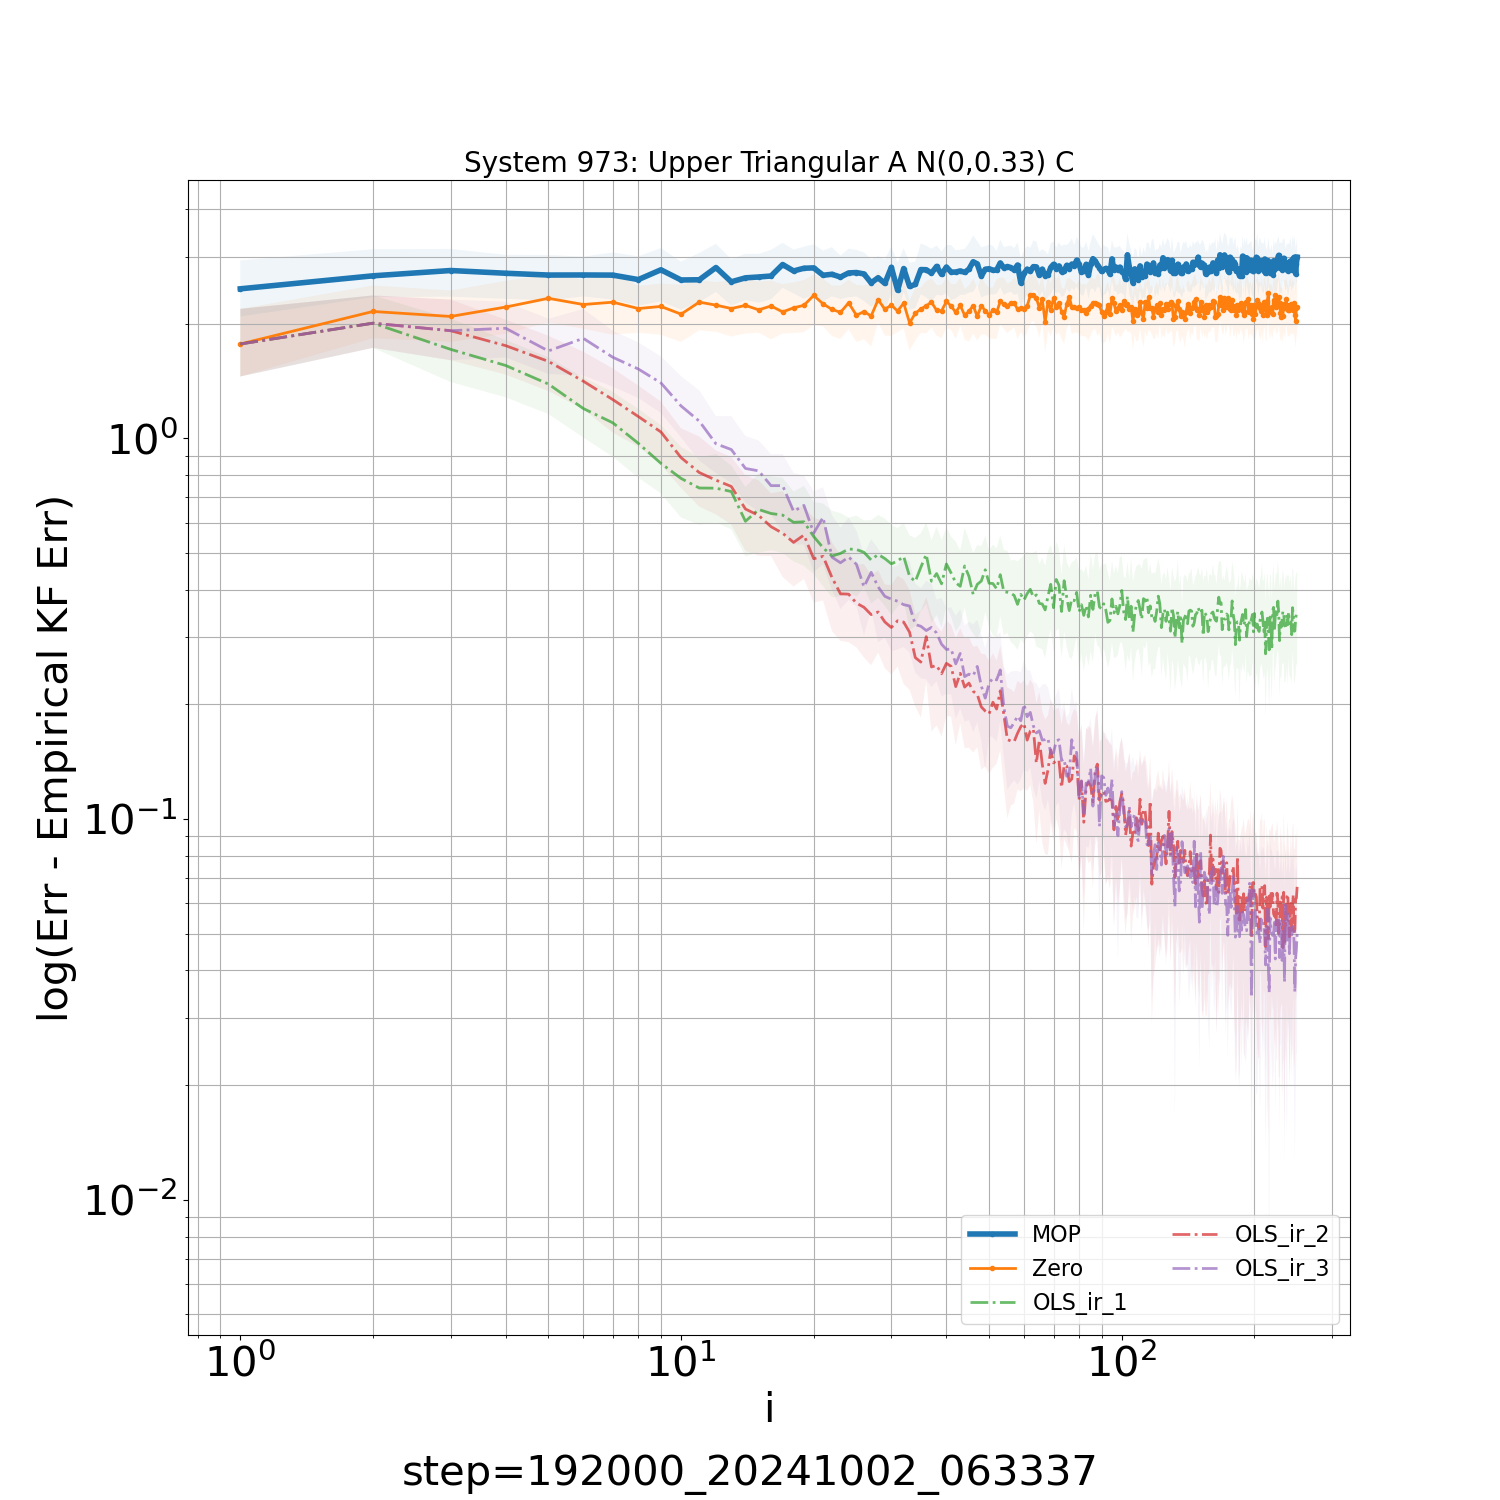 System 973: Upper Triangular A N(0,0.33) C
log(Err - Empirical KF Err)
10⁰
10⁻¹
10⁻²
10⁰
10¹
10²
i
MOP
Zero
OLS_ir_1
OLS_ir_2
OLS_ir_3
step=192000_20241002_063337